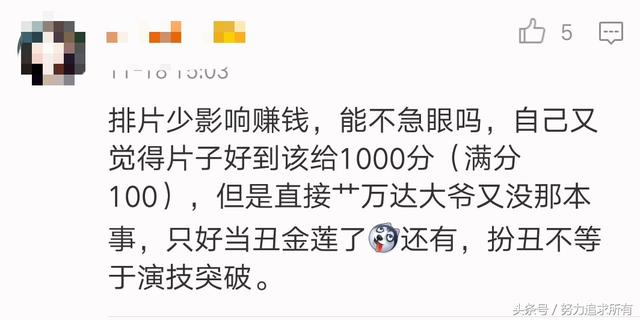 5
11-18 15:03
排片少影响赚钱，能不急眼吗，自己又
觉得片子好到该给1000分（满分
100），但是直接艹万达大爷又没那本
事，只好当丑金莲了还有，扮丑不等
于演技突破。
头条号／努力追求所有